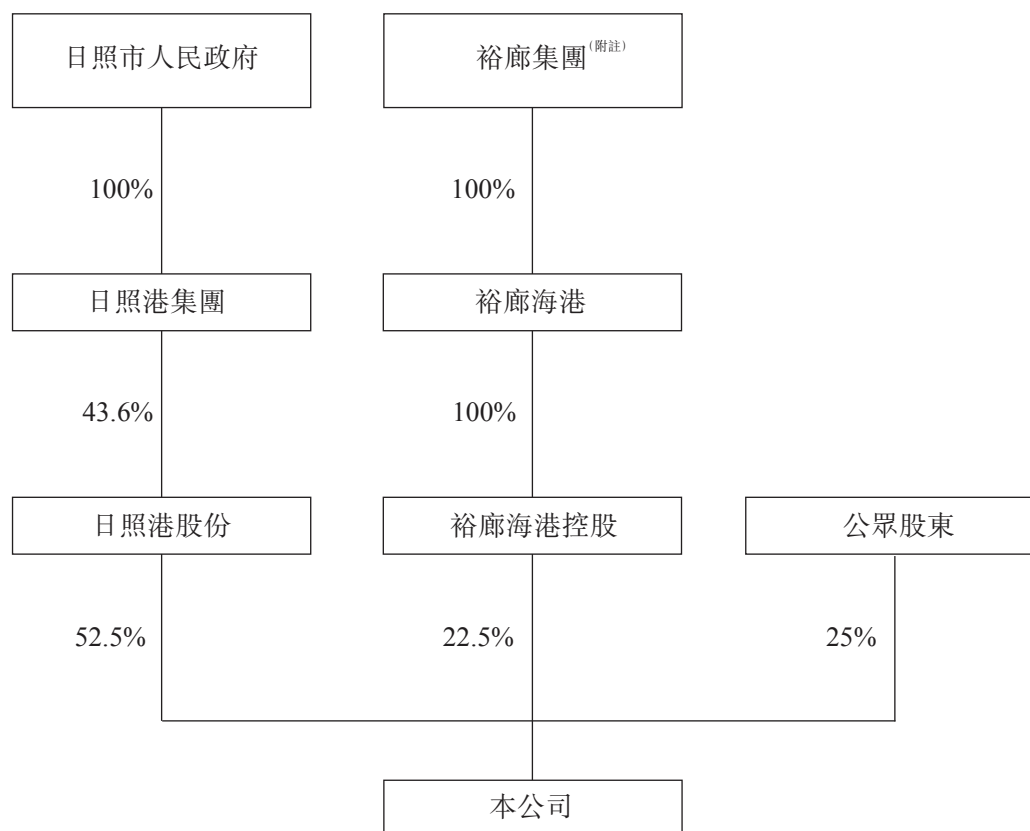 日照市人民政府
裕廊集團(附註)
100%
100%
日照港集團
裕廊海港
43.6%
100%
日照港股份
裕廊海港控股
公眾股東
52.5%
22.5%
25%
本公司